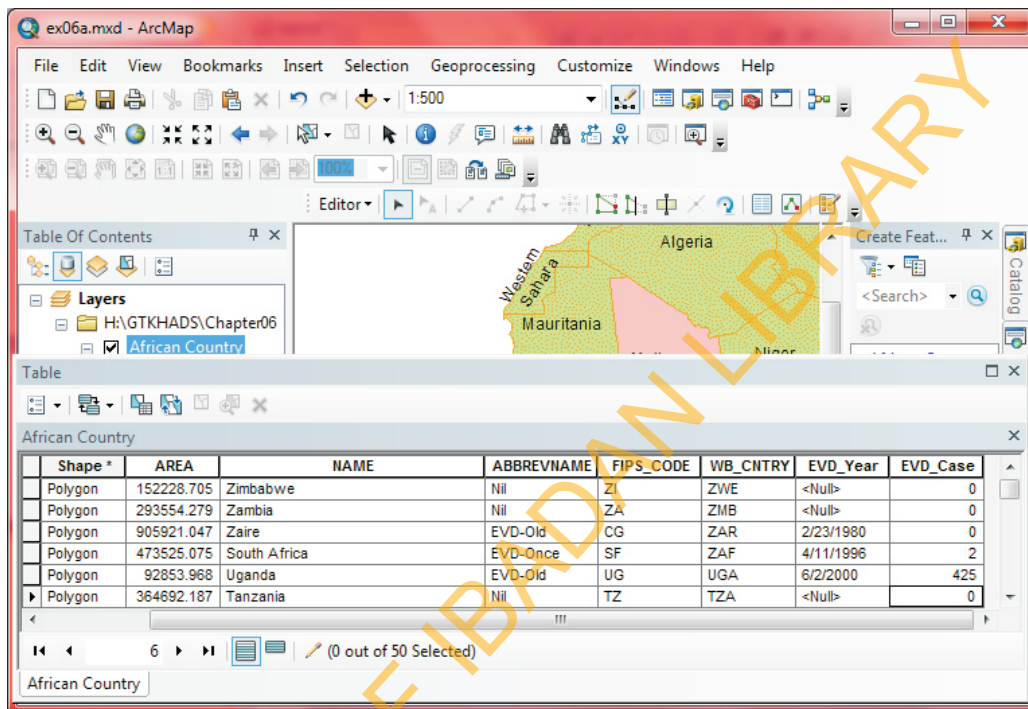 ex06a.mxd - ArcMap
File Edit View Bookmarks Insert Selection Geoprocessing Customize Windows Help
1:500
100%
Editor
Table Of Contents
Create Feat...
Catalog
Layers
H:\GTKHADS\Chapter06
African Country
<Search>
Algeria
Western
Sahara
Mauritania
Niger
Table
African Country
Shape * AREA NAME ABBREVNAME FIPS_CODE WB_CNTRY EVD_Year EVD_Case
Polygon 152228.705 Zimbabwe Nil ZI ZWE <Null> 0
Polygon 293554.279 Zambia Nil ZA ZMB <Null> 0
Polygon 905921.047 Zaire EVD-Old CG ZAR 2/23/1980 0
Polygon 473525.075 South Africa EVD-Once SF ZAF 4/11/1996 2
Polygon 92853.968 Uganda EVD-Old UG UGA 6/2/2000 425
Polygon 364692.187 Tanzania Nil TZ TZA <Null> 0
6 (0 out of 50 Selected)
African Country
IBADAN LIBRARY